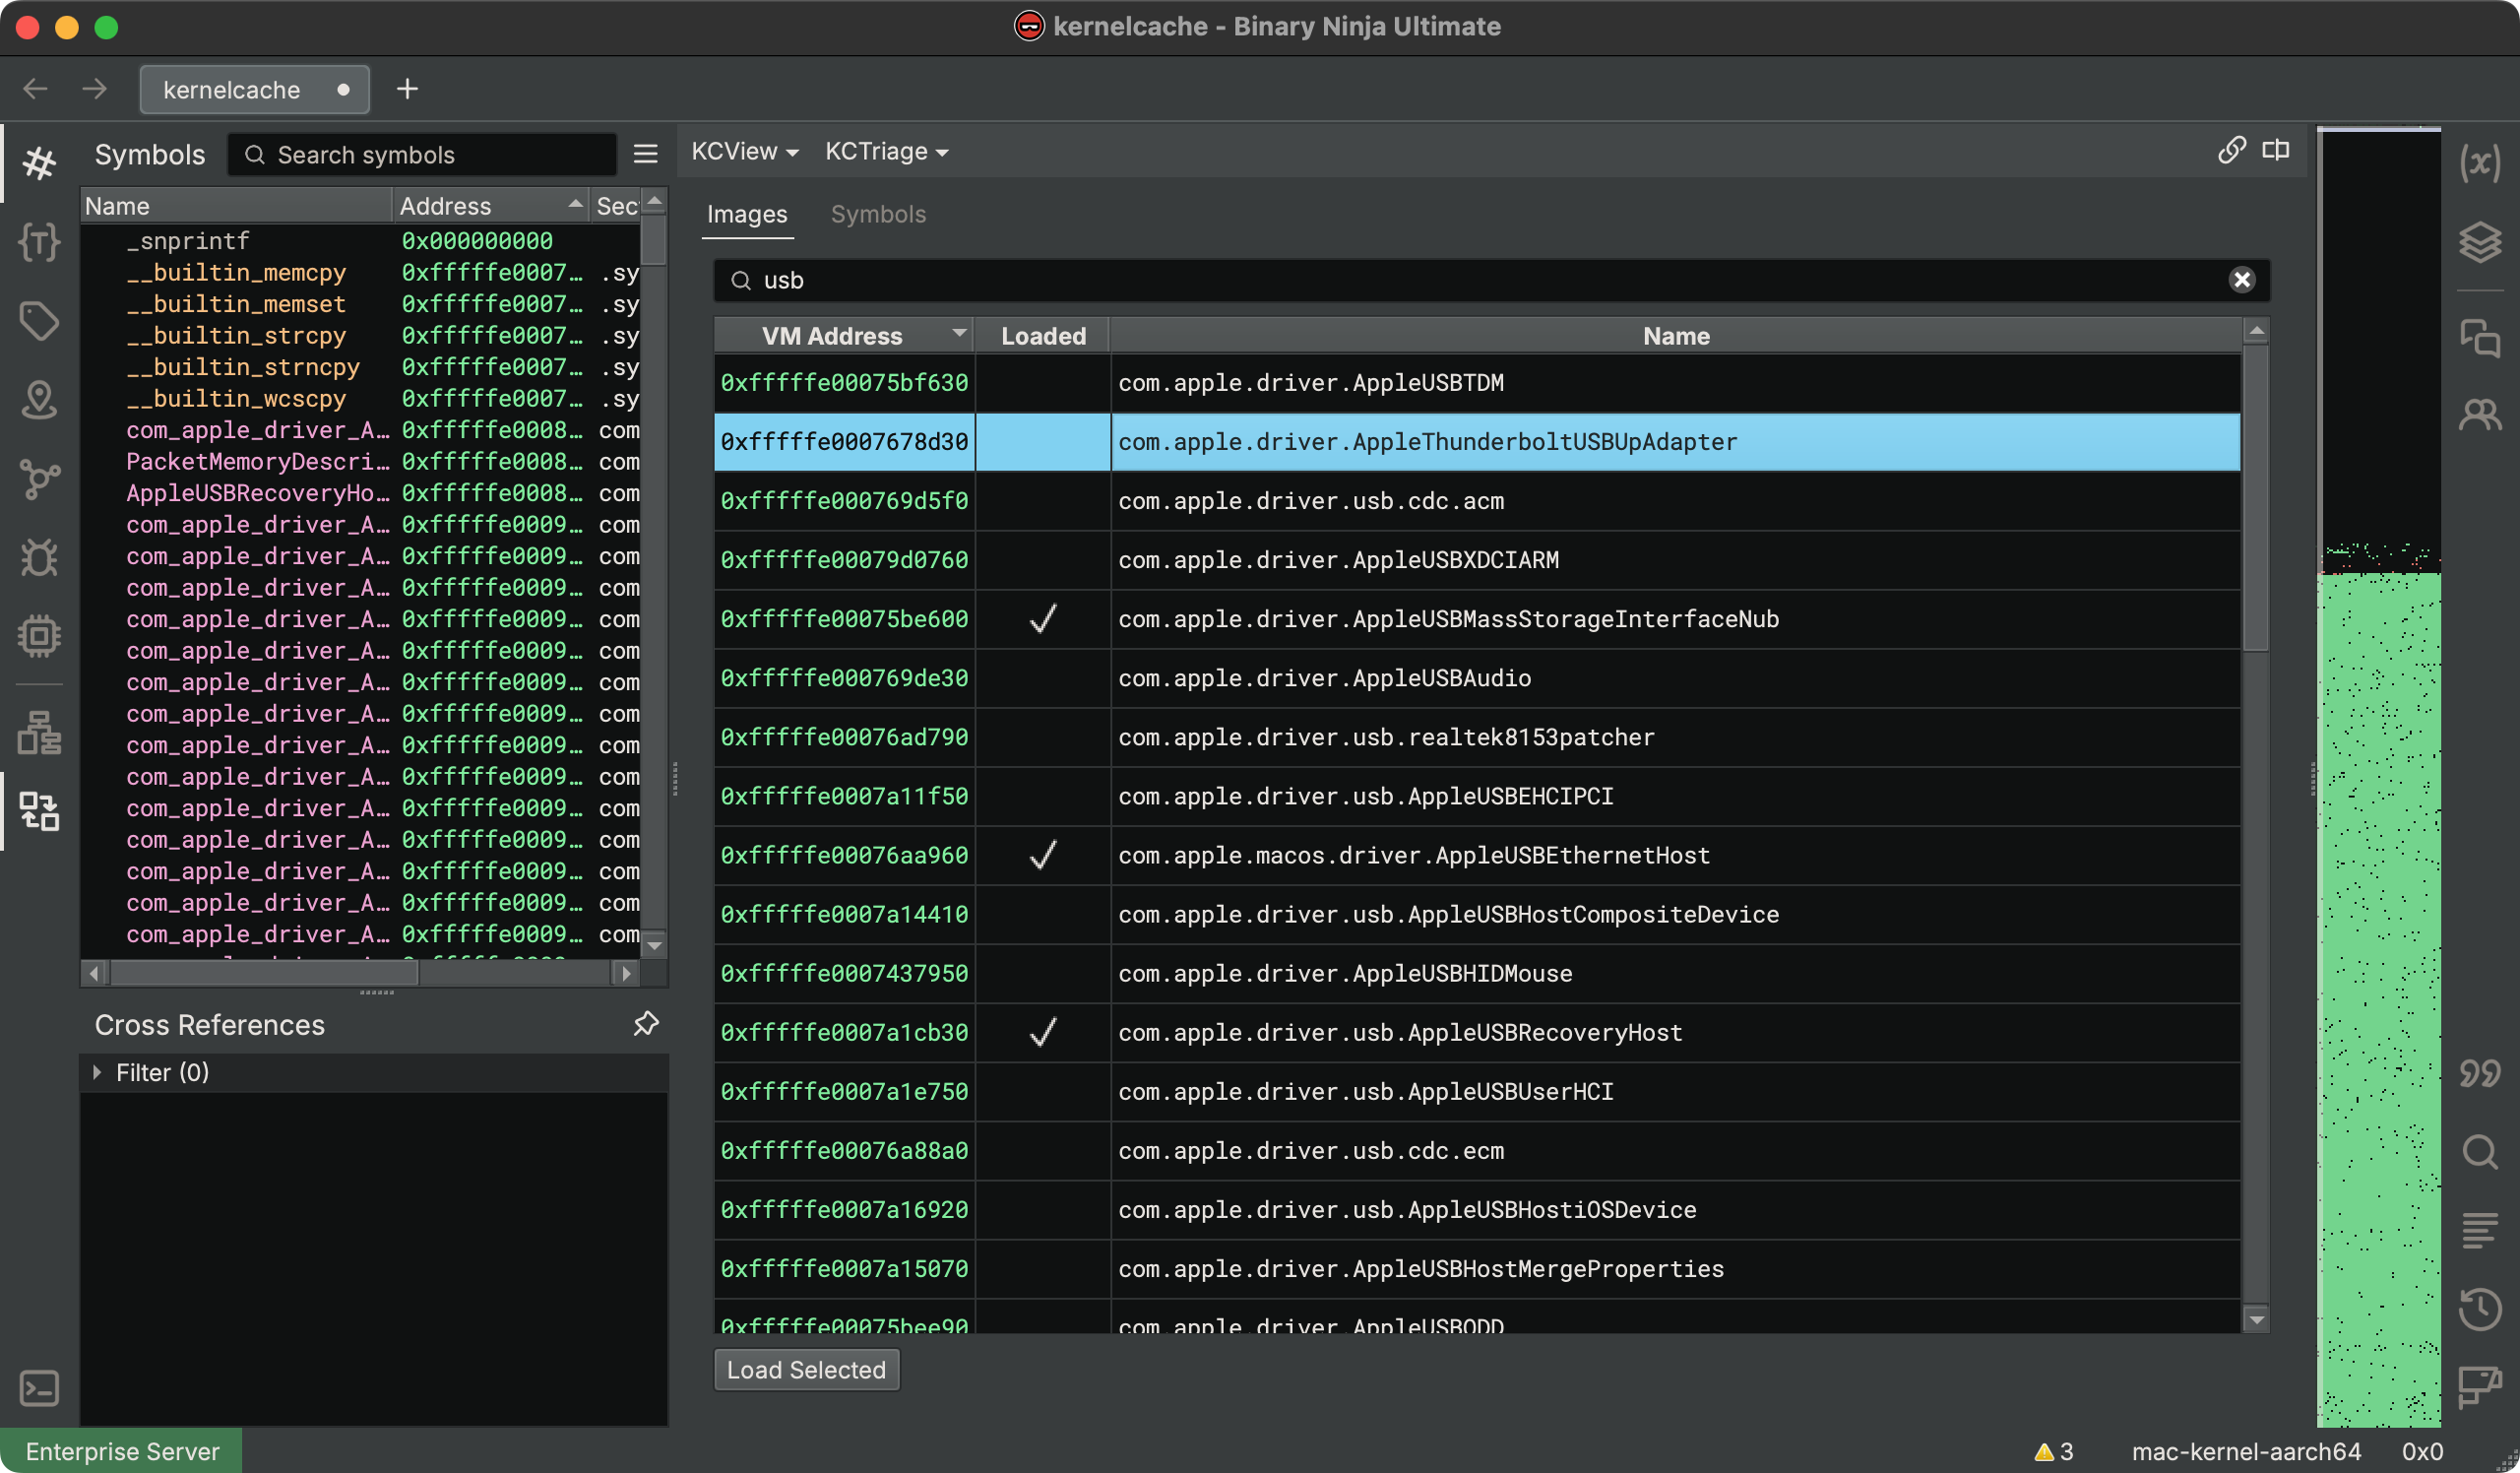 kernelcache - Binary Ninja Ultimate
kernelcache
Symbols
Search symbols
Name Address Sec
_snprintf 0x000000000
__builtin_memcpy 0xfffffe0007… .sy
__builtin_memset 0xfffffe0007… .sy
__builtin_strcpy 0xfffffe0007… .sy
__builtin_strncpy 0xfffffe0007… .sy
__builtin_wcscpy 0xfffffe0007… .sy
com_apple_driver_A… 0xfffffe0008… com
PacketMemoryDescri… 0xfffffe0008… com
AppleUSBRecoveryHo… 0xfffffe0008… com
com_apple_driver_A… 0xfffffe0009… com
com_apple_driver_A… 0xfffffe0009… com
com_apple_driver_A… 0xfffffe0009… com
com_apple_driver_A… 0xfffffe0009… com
com_apple_driver_A… 0xfffffe0009… com
com_apple_driver_A… 0xfffffe0009… com
com_apple_driver_A… 0xfffffe0009… com
com_apple_driver_A… 0xfffffe0009… com
com_apple_driver_A… 0xfffffe0009… com
com_apple_driver_A… 0xfffffe0009… com
com_apple_driver_A… 0xfffffe0009… com
com_apple_driver_A… 0xfffffe0009… com
com_apple_driver_A… 0xfffffe0009… com
com_apple_driver_A… 0xfffffe0009… com
Cross References
Filter (0)
KCView KCTriage
Images Symbols
usb
VM Address Loaded Name
0xfffffe00075bf630 com.apple.driver.AppleUSBTDM
0xfffffe0007678d30 com.apple.driver.AppleThunderboltUSBUpAdapter
0xfffffe000769d5f0 com.apple.driver.usb.cdc.acm
0xfffffe00079d0760 com.apple.driver.AppleUSBXDCIARM
0xfffffe00075be600 ✓ com.apple.driver.AppleUSBMassStorageInterfaceNub
0xfffffe000769de30 com.apple.driver.AppleUSBAudio
0xfffffe00076ad790 com.apple.driver.usb.realtek8153patcher
0xfffffe0007a11f50 com.apple.driver.usb.AppleUSBEHCIPCI
0xfffffe00076aa960 ✓ com.apple.macos.driver.AppleUSBEthernetHost
0xfffffe0007a14410 com.apple.driver.usb.AppleUSBHostCompositeDevice
0xfffffe0007437950 com.apple.driver.AppleUSBHIDMouse
0xfffffe0007a1cb30 ✓ com.apple.driver.usb.AppleUSBRecoveryHost
0xfffffe0007a1e750 com.apple.driver.usb.AppleUSBUserHCI
0xfffffe00076a88a0 com.apple.driver.usb.cdc.ecm
0xfffffe0007a16920 com.apple.driver.usb.AppleUSBHostiOSDevice
0xfffffe0007a15070 com.apple.driver.AppleUSBHostMergeProperties
0xfffffe00075bee90 com.apple.driver.AppleUSBODD
Load Selected
Enterprise Server
3 mac-kernel-aarch64 0x0